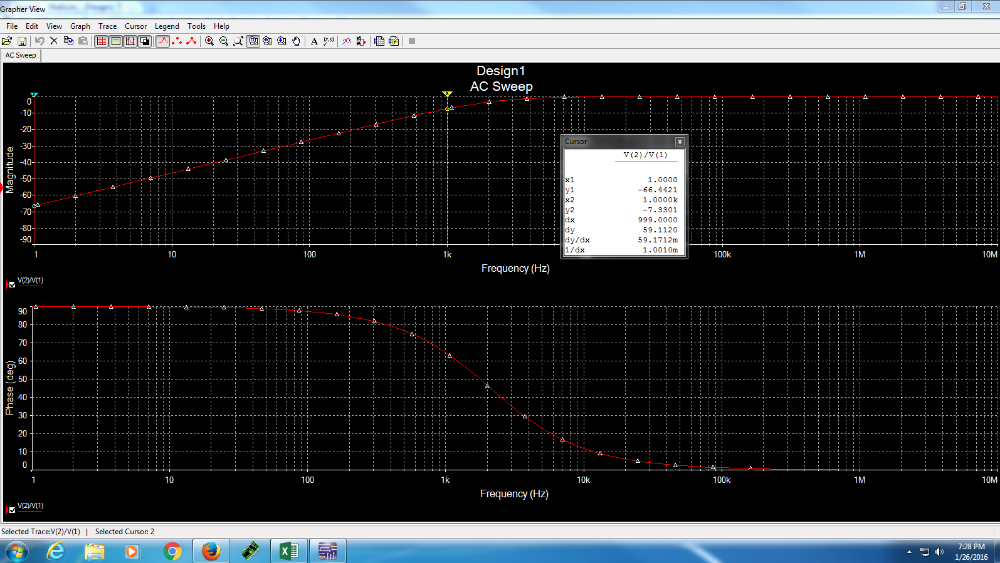 Grapher View
File Edit View Graph Trace Cursor Legend Tools Help
A
AC Sweep
Design1
AC Sweep
1
2
Magnitude
0
-10
-20
-30
-40
-50
-60
-70
-80
-90
1 10 100 1k 100k 1M 10M
Frequency (Hz)
Cursor
V(2)/V(1)
x1 1.0000
y1 -66.4421
x2 1.0000k
y2 -7.3301
dx 999.0000
dy 59.1120
dy/dx 59.1712m
1/dx 1.0010m
V(2)/V(1)
Phase (deg)
90
80
70
60
50
40
30
20
10
0
1 10 100 1k 10k 100k 1M 10M
Frequency (Hz)
V(2)/V(1)
Selected Trace:V(2)/V(1) | Selected Cursor: 2
7:28 PM
1/26/2016